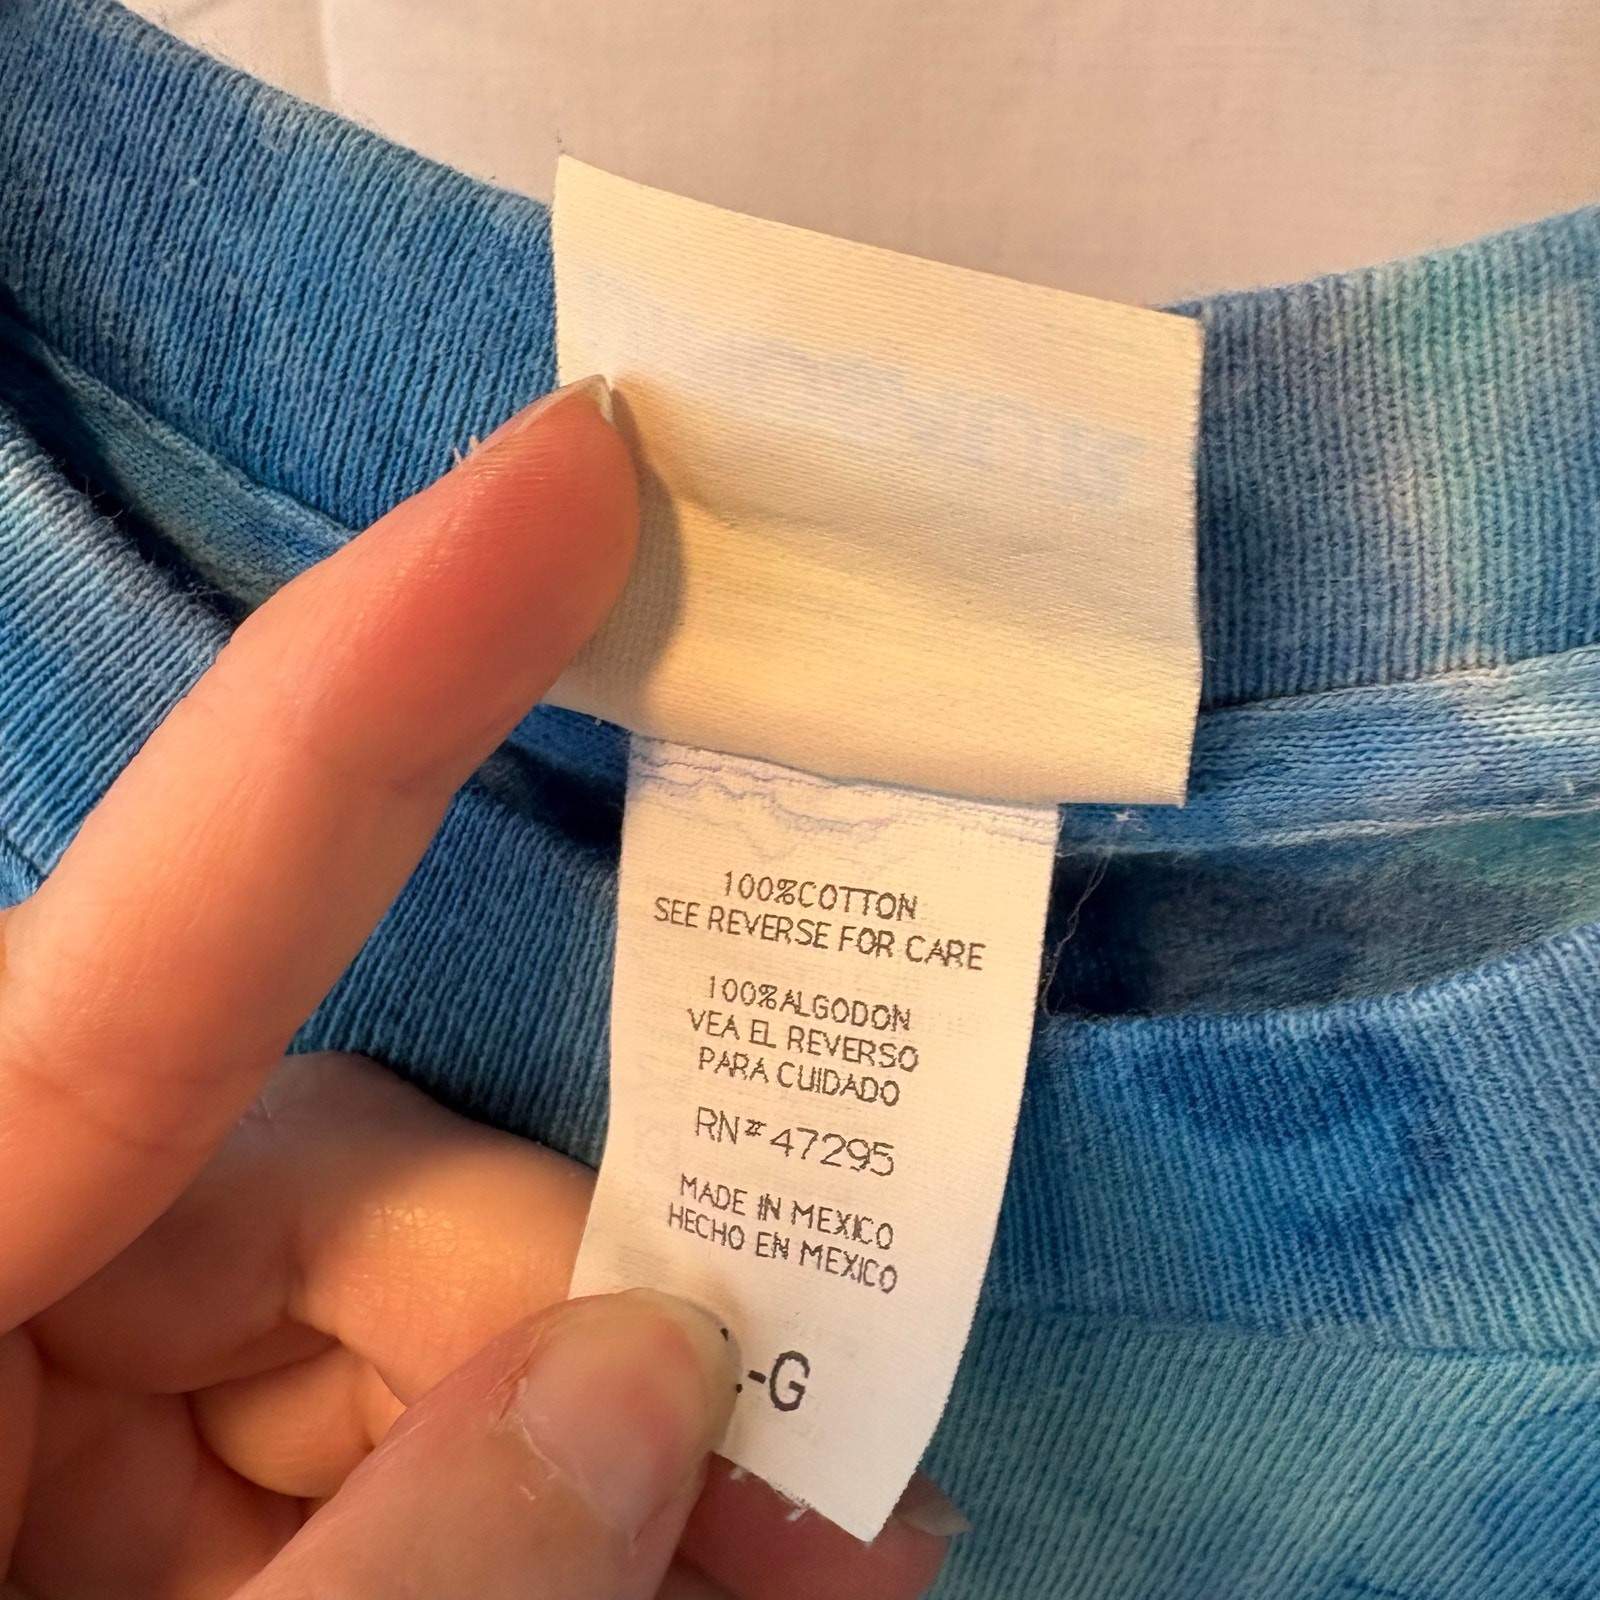 100%COTTON
SEE REVERSE FOR CARE
100%ALGODON
VEA EL REVERSO
PARA CUIDADO
RN#47295
MADE IN MEXICO
HECHO EN MEXICO
-G